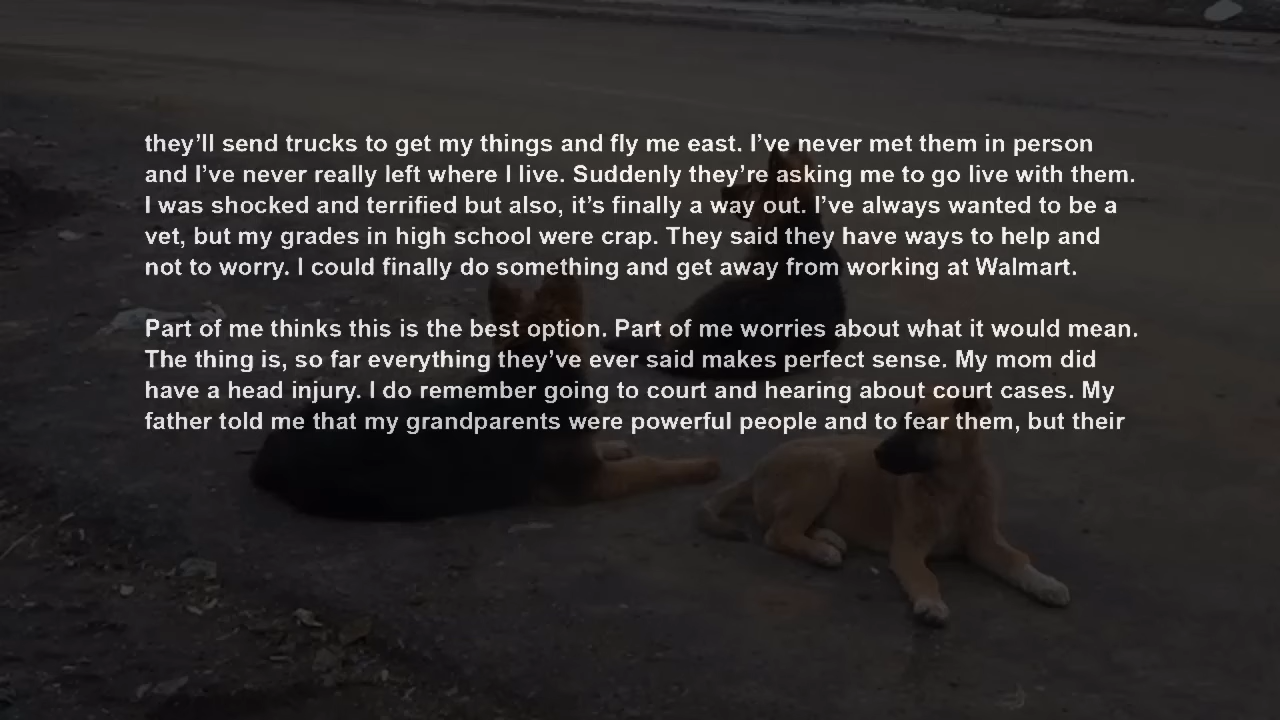 they’ll send trucks to get my things and fly me east. I’ve never met them in person
and I’ve never really left where I live. Suddenly they’re asking me to go live with them.
I was shocked and terrified but also, it’s finally a way out. I’ve always wanted to be a
vet, but my grades in high school were crap. They said they have ways to help and
not to worry. I could finally do something and get away from working at Walmart.
Part of me thinks this is the best option. Part of me worries about what it would mean.
The thing is, so far everything they’ve ever said makes perfect sense. My mom did
have a head injury. I do remember going to court and hearing about court cases. My
father told me that my grandparents were powerful people and to fear them, but their